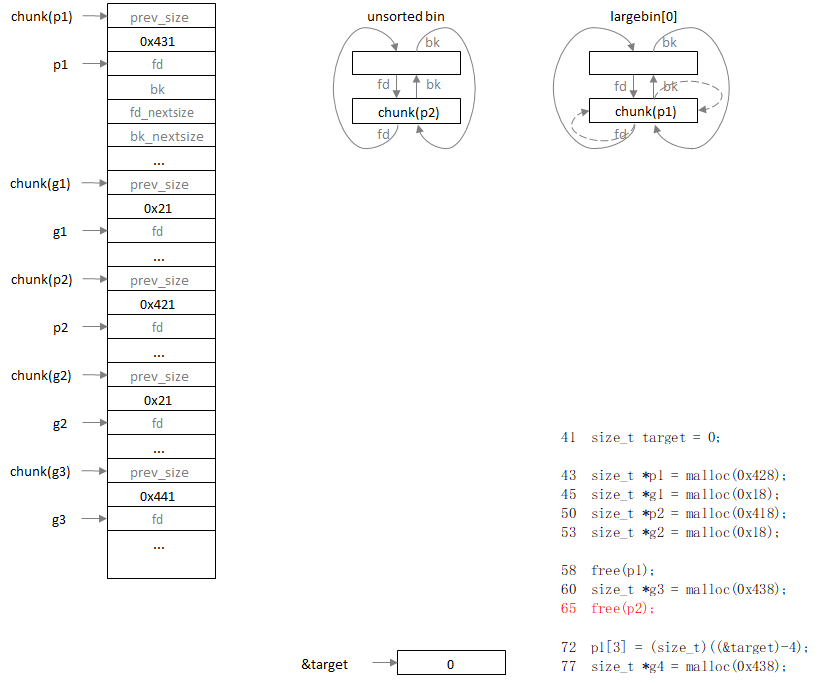 chunk(p1)
prev_size
0x431
p1
fd
bk
fd_nextsize
bk_nextsize
...
chunk(g1)
prev_size
0x21
g1
fd
...
chunk(p2)
prev_size
0x421
p2
fd
...
chunk(g2)
prev_size
0x21
g2
fd
...
chunk(g3)
prev_size
0x441
g3
fd
...
unsorted bin
bk
fd
bk
chunk(p2)
fd
largebin[0]
bk
fd
bk
chunk(p1)
fd
41 size_t target = 0;
43 size_t *p1 = malloc(0x428);
45 size_t *g1 = malloc(0x18);
50 size_t *p2 = malloc(0x418);
53 size_t *g2 = malloc(0x18);
58 free(p1);
60 size_t *g3 = malloc(0x438);
65 free(p2);
72 p1[3] = (size_t)((&target)-4);
77 size_t *g4 = malloc(0x438);
&target
0